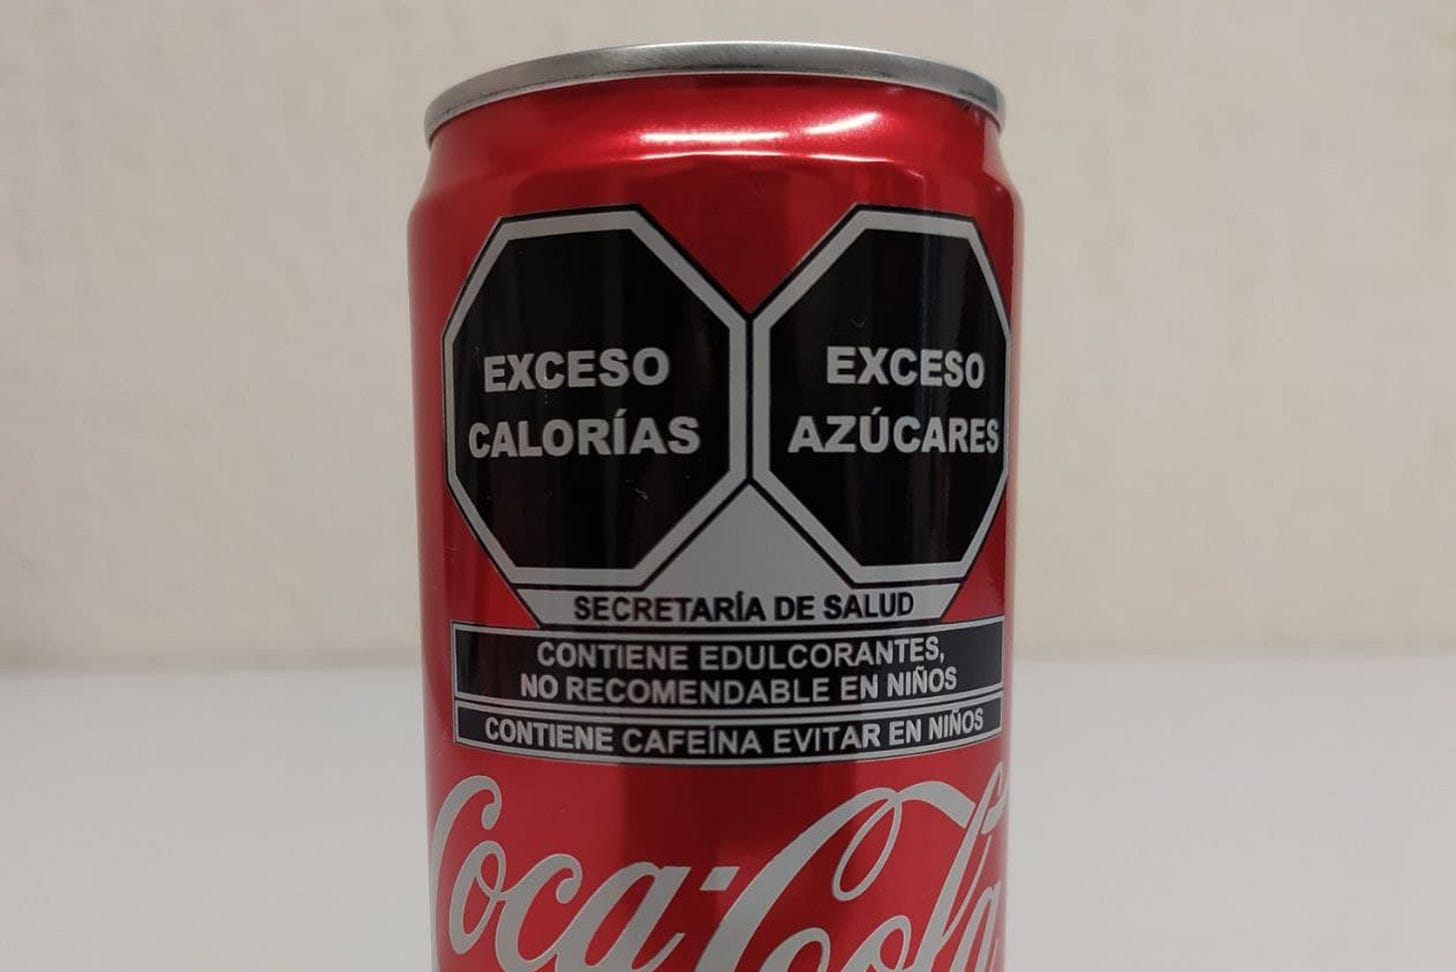 EXCESO
CALORÍAS
EXCESO
AZÚCARES
SECRETARÍA DE SALUD
CONTIENE EDULCORANTES,
NO RECOMENDABLE EN NIÑOS
CONTIENE CAFEÍNA EVITAR EN NIÑOS
Coca-Cola